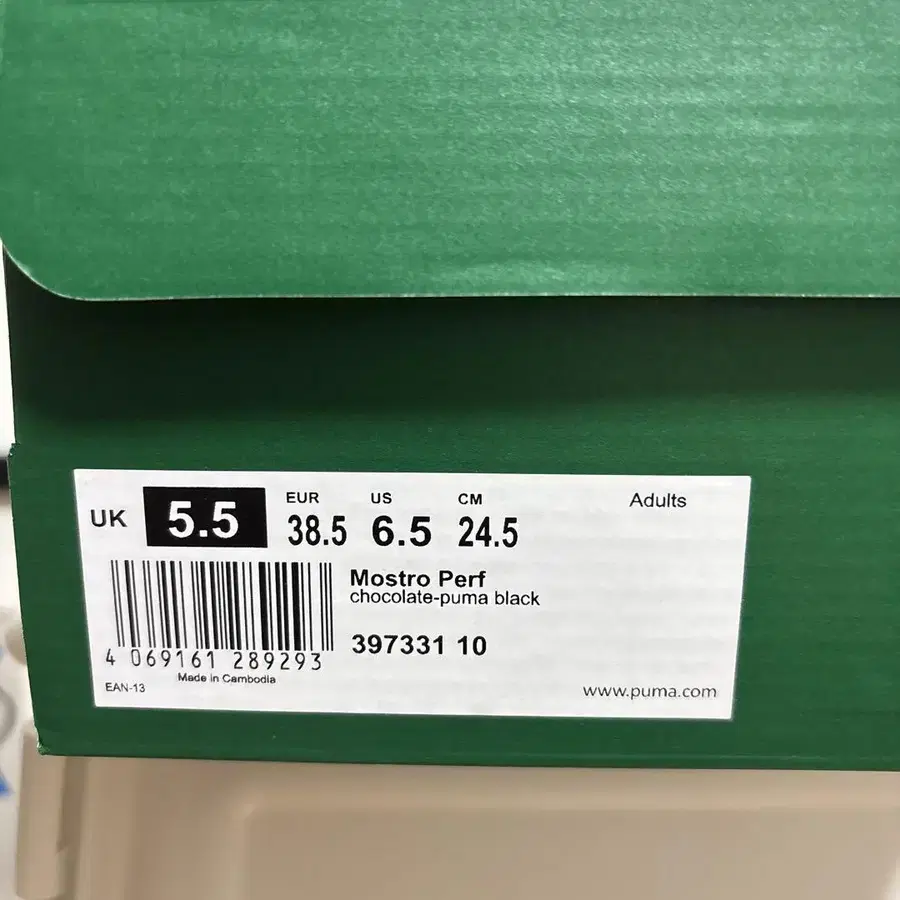 UK 5.5
EUR US CM
38.5 6.5 24.5
Adults
Mostro Perf
chocolate-puma black
397331 10
4 069161 289293
Made in Cambodia
EAN-13
www.puma.com